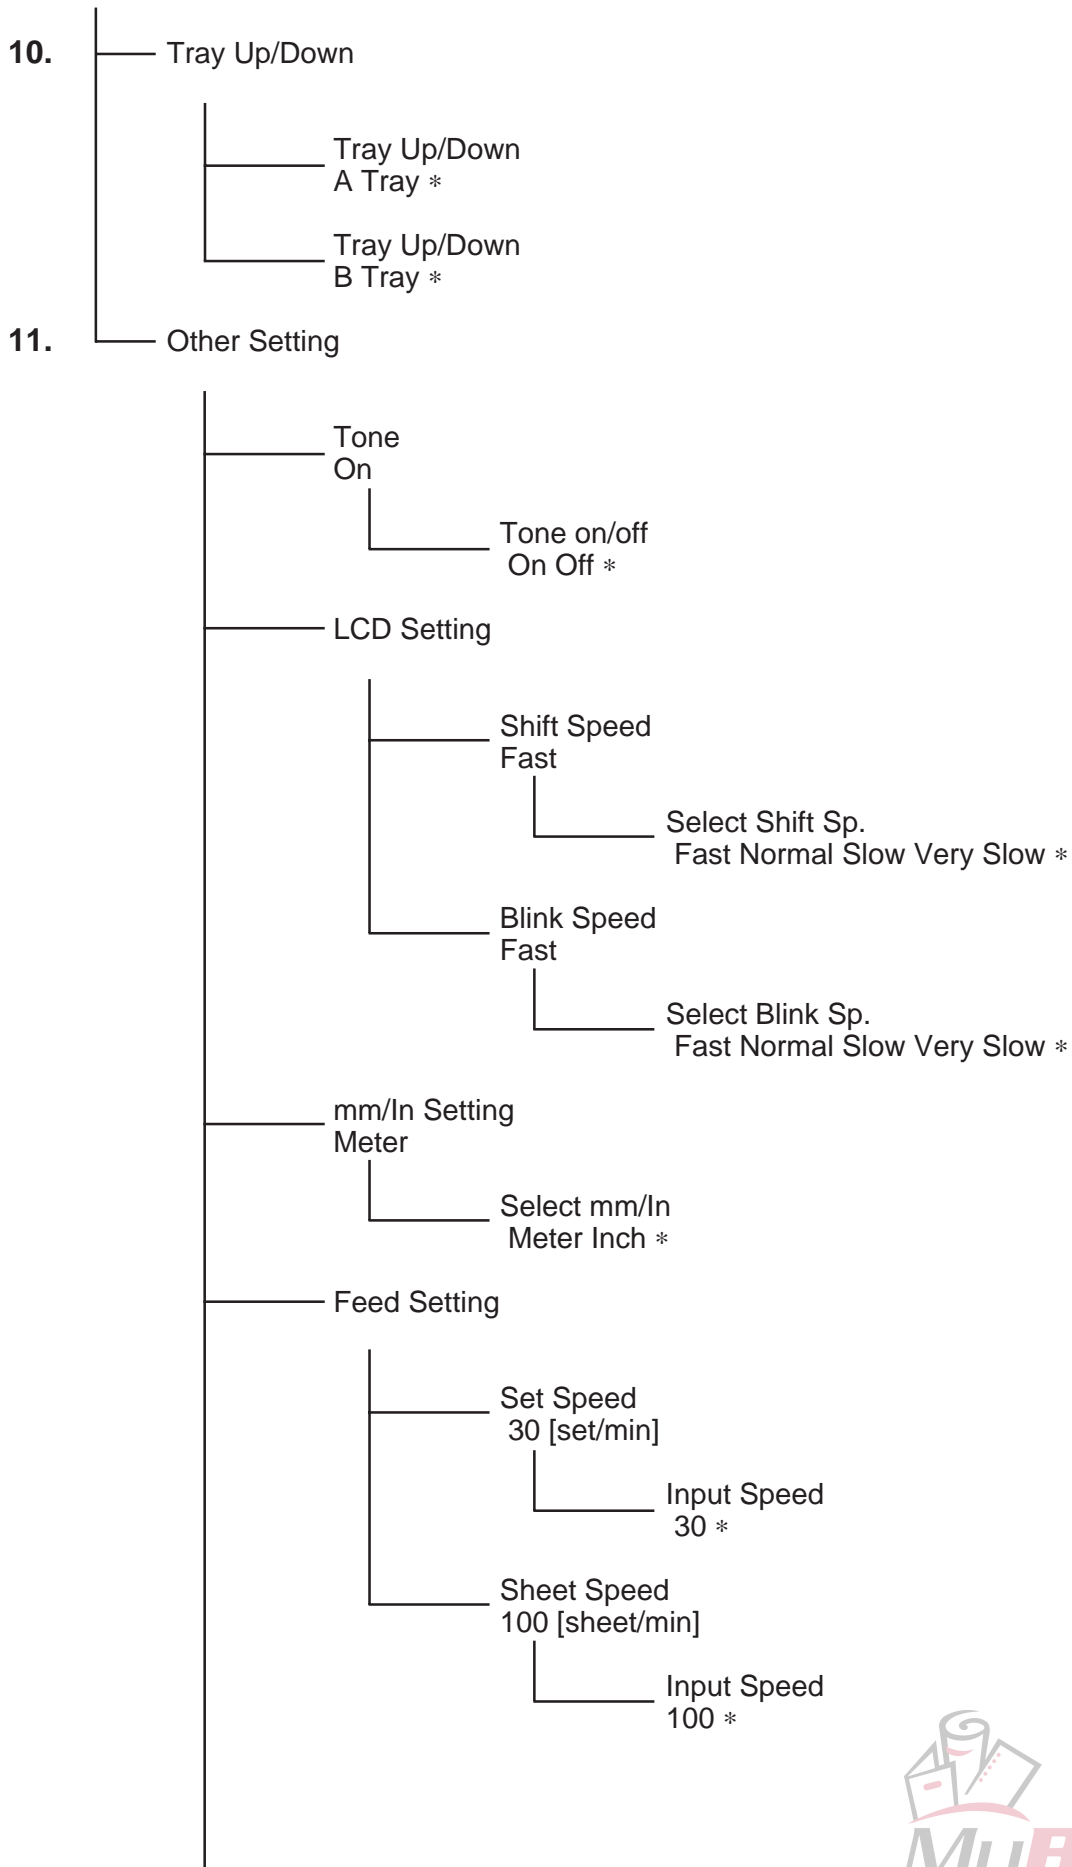 10. Tray Up/Down
Tray Up/Down
A Tray *
Tray Up/Down
B Tray *
11. Other Setting
Tone
On
Tone on/off
On Off *
LCD Setting
Shift Speed
Fast
Select Shift Sp.
Fast Normal Slow Very Slow *
Blink Speed
Fast
Select Blink Sp.
Fast Normal Slow Very Slow *
mm/In Setting
Meter
Select mm/In
Meter Inch *
Feed Setting
Set Speed
30 [set/min]
Input Speed
30 *
Sheet Speed
100 [sheet/min]
Input Speed
100 *